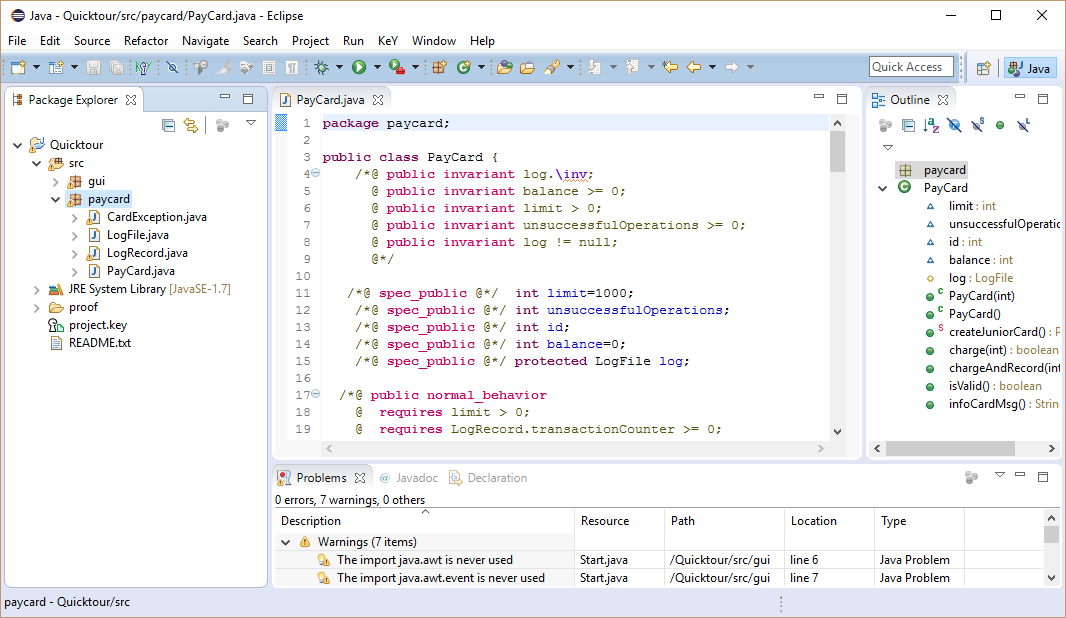 Java - Quicktour/src/paycard/PayCard.java - Eclipse
File Edit Source Refactor Navigate Search Project Run KeY Window Help
Quick Access Java
Package Explorer
Quicktour
src
gui
paycard
CardException.java
LogFile.java
LogRecord.java
PayCard.java
JRE System Library [JavaSE-1.7]
proof
project.key
README.txt
PayCard.java
1 package paycard;
2
3 public class PayCard {
4 /*@ public invariant log.\inv;
5 @ public invariant balance >= 0;
6 @ public invariant limit > 0;
7 @ public invariant unsuccessfulOperations >= 0;
8 @ public invariant log != null;
9 @*/
10
11 /*@ spec_public @*/ int limit=1000;
12 /*@ spec_public @*/ int unsuccessfulOperations;
13 /*@ spec_public @*/ int id;
14 /*@ spec_public @*/ int balance=0;
15 /*@ spec_public @*/ protected LogFile log;
16
17 /*@ public normal_behavior
18 @ requires limit > 0;
19 @ requires LogRecord.transactionCounter >= 0;
Outline
paycard
PayCard
limit : int
unsuccessfulOperatio
id : int
balance : int
log : LogFile
PayCard(int)
PayCard()
createJuniorCard() : P
charge(int) : boolean
chargeAndRecord(int
isValid() : boolean
infoCardMsg() : Strin
Problems @ Javadoc Declaration
0 errors, 7 warnings, 0 others
Description Resource Path Location Type
Warnings (7 items)
The import java.awt is never used Start.java /Quicktour/src/gui line 6 Java Problem
The import java.awt.event is never used Start.java /Quicktour/src/gui line 7 Java Problem
paycard - Quicktour/src